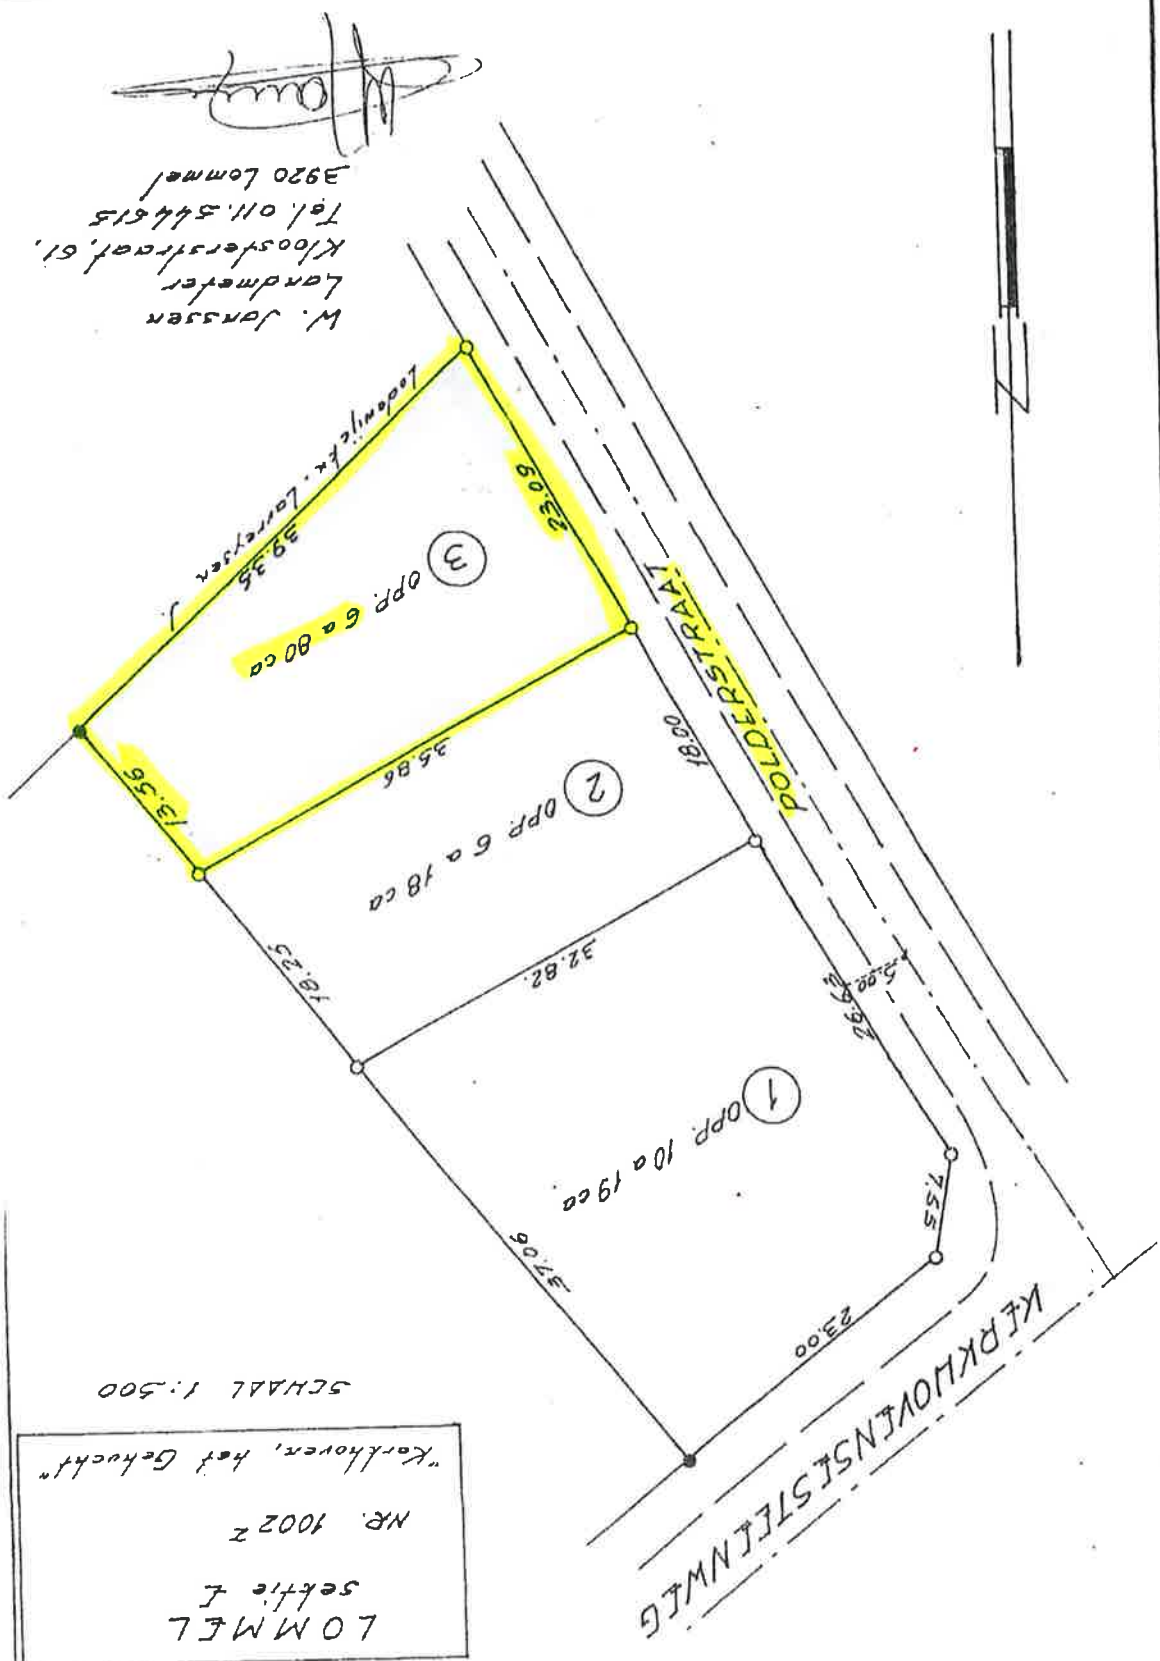 LOMMEL
sektie E
NR. 1002 z
"Kerkhoven, het Gehucht"
SCHAAL 1:500
KERKHOVENSESTEENWEG
23.00
7.55
37.09
1 OPP. 10 a 19 ca
26.63
5.00
32.82
18.25
2 OPP. 6 a 18 ca
18.00
POLDERSTRAAT
35.86
13.56
3 OPP. 6 a 80 ca
23.09
39.35
Lodewijckx. Lavreysen J.
W. Janssen
Landmeter
Kloosterstraat, 61,
Tel. 011.544515
3920 Lommel